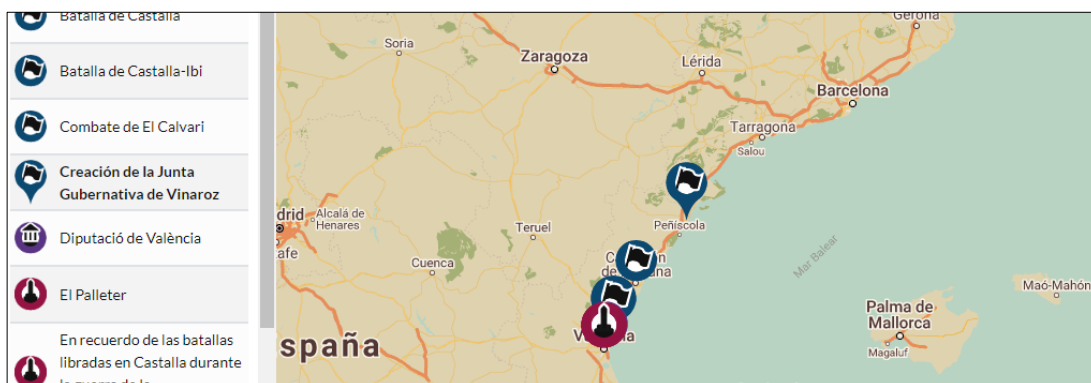 Batalla de Castalla
Batalla de Castalla-Ibi
Combate de El Calvari
Creación de la Junta
Gubernativa de Vinaroz
Diputació de València
El Palleter
En recuerdo de las batallas
libradas en Castalla durante
Gerona
Soria
Zaragoza
Lérida
Barcelona
Tarragona
Salou
Alcalá de
Henares
Teruel
Peñíscola
Cuenca
Mar Balear
Maó-Mahón
Palma de
Mallorca
Magaluf
spaña